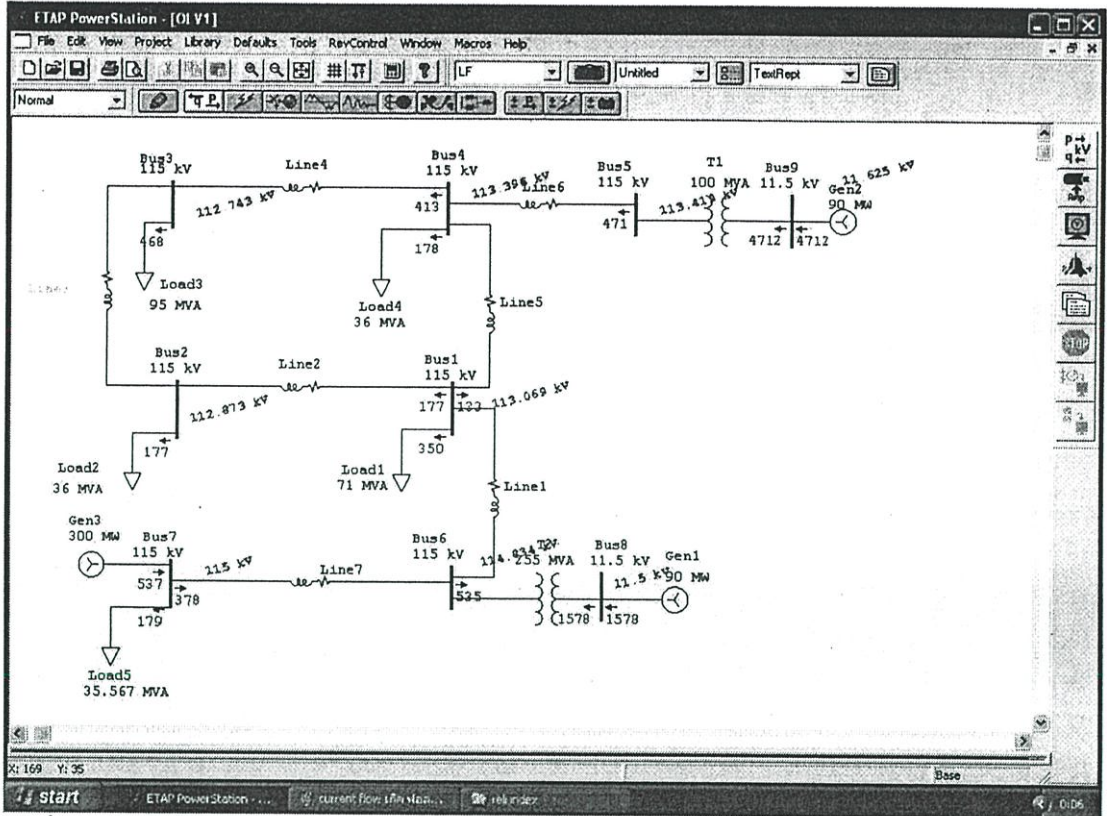 ETAP PowerStation - [OLV1]
File Edit View Project Library Defaults Tools RevControl Window Macros Help
LF Untitled TextRept
Normal
Bus3
115 kV
Line4
Bus4
115 kV
Bus5
115 kV
T1
100 MVA
Bus9
11.5 kV
11.625 kV
Gen2
90 MW
112.743 kV
113.396 kV
Line6
113.419 kV
413
471
4712
4712
468
178
Load3
95 MVA
Load4
36 MVA
Line5
Bus2
115 kV
Line2
Bus1
115 kV
112.873 kV
177
133
113.069 kV
177
350
Load2
36 MVA
Load1
71 MVA
Line1
Gen3
300 MW
Bus7
115 kV
115 kV
Line7
Bus6
115 kV
T2
255 MVA
Bus8
11.5 kV
11.5 kV
Gen1
90 MW
537
378
535
179
1578
1578
Load5
35.567 MVA
X: 169 Y: 35
Base
start
ETAP PowerStation - ...
0:06